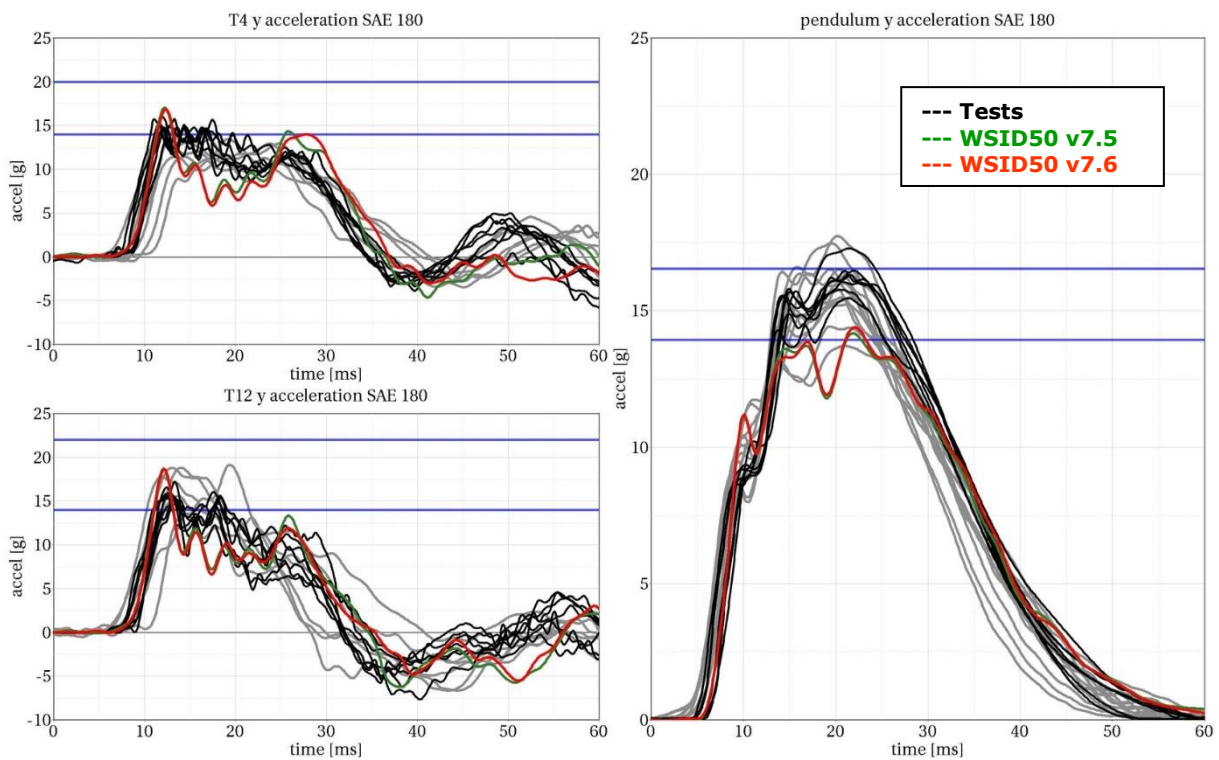 T4 y acceleration SAE 180
25
20
15
10
5
0
-5
-10
accel [g]
0 10 20 30 40 50 60
time [ms]
T12 y acceleration SAE 180
25
20
15
10
5
0
-5
-10
accel [g]
0 10 20 30 40 50 60
time [ms]
pendulum y acceleration SAE 180
25
20
15
10
5
0
accel [g]
0 10 20 30 40 50 60
time [ms]
--- Tests
--- WSID50 v7.5
--- WSID50 v7.6